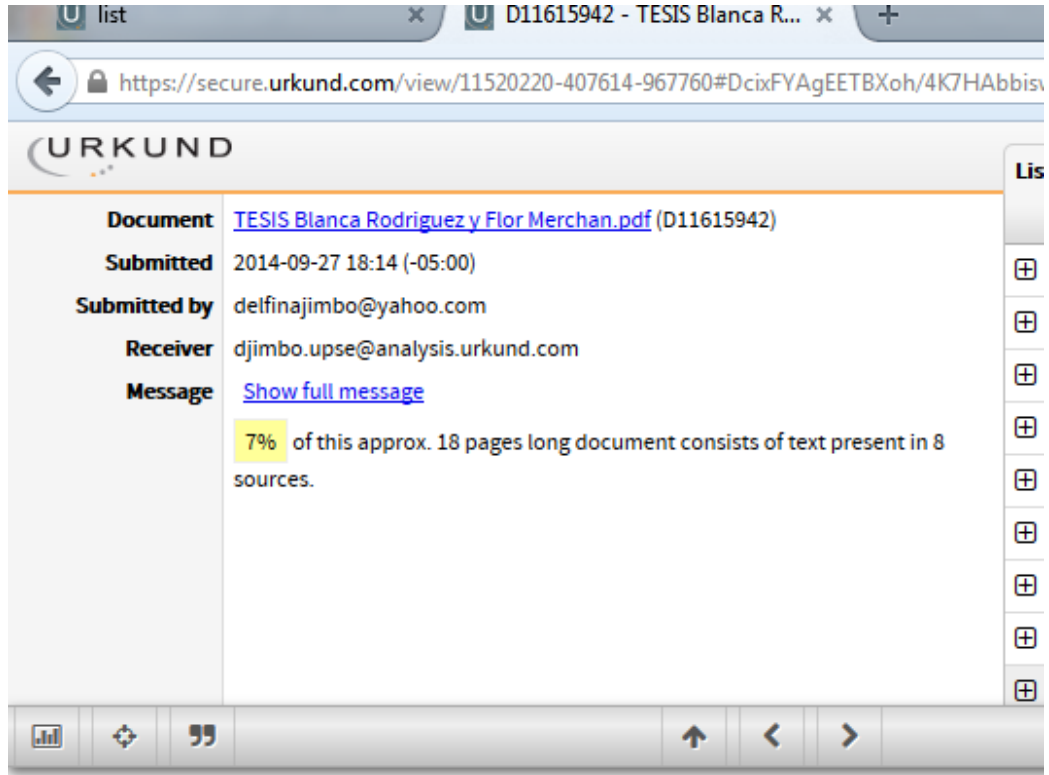 list
D11615942 - TESIS Blanca R...
https://secure.urkund.com/view/11520220-407614-967760#DcixFYAgEETBXoh/4K7HAbbisv
URKUND
Lis
Document TESIS Blanca Rodriguez y Flor Merchan.pdf (D11615942)
Submitted 2014-09-27 18:14 (-05:00)
Submitted by delfinajimbo@yahoo.com
Receiver djimbo.upse@analysis.urkund.com
Message Show full message
7% of this approx. 18 pages long document consists of text present in 8
sources.